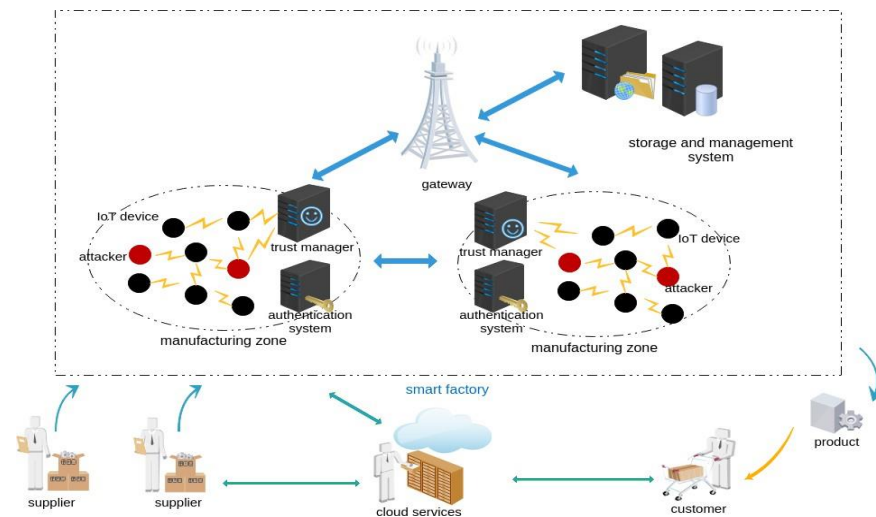 storage and management
system
gateway
IoT device
trust manager
attacker
authentication
system
manufacturing zone
trust manager
IoT device
attacker
authentication
system
manufacturing zone
smart factory
supplier
supplier
cloud services
customer
product